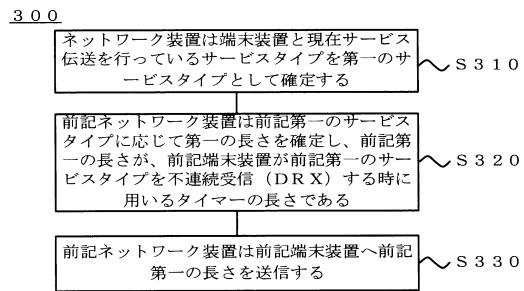 ３００
ネットワーク装置は端末装置と現在サービス
伝送を行っているサービスタイプを第一のサ
ービスタイプとして確定する
Ｓ３１０
前記ネットワーク装置は前記第一のサービス
タイプに応じて第一の長さを確定し、前記第
一の長さが、前記端末装置が前記第一のサー
ビスタイプを不連続受信（ＤＲＸ）する時に
用いるタイマーの長さである
Ｓ３２０
前記ネットワーク装置は前記端末装置へ前記
第一の長さを送信する
Ｓ３３０